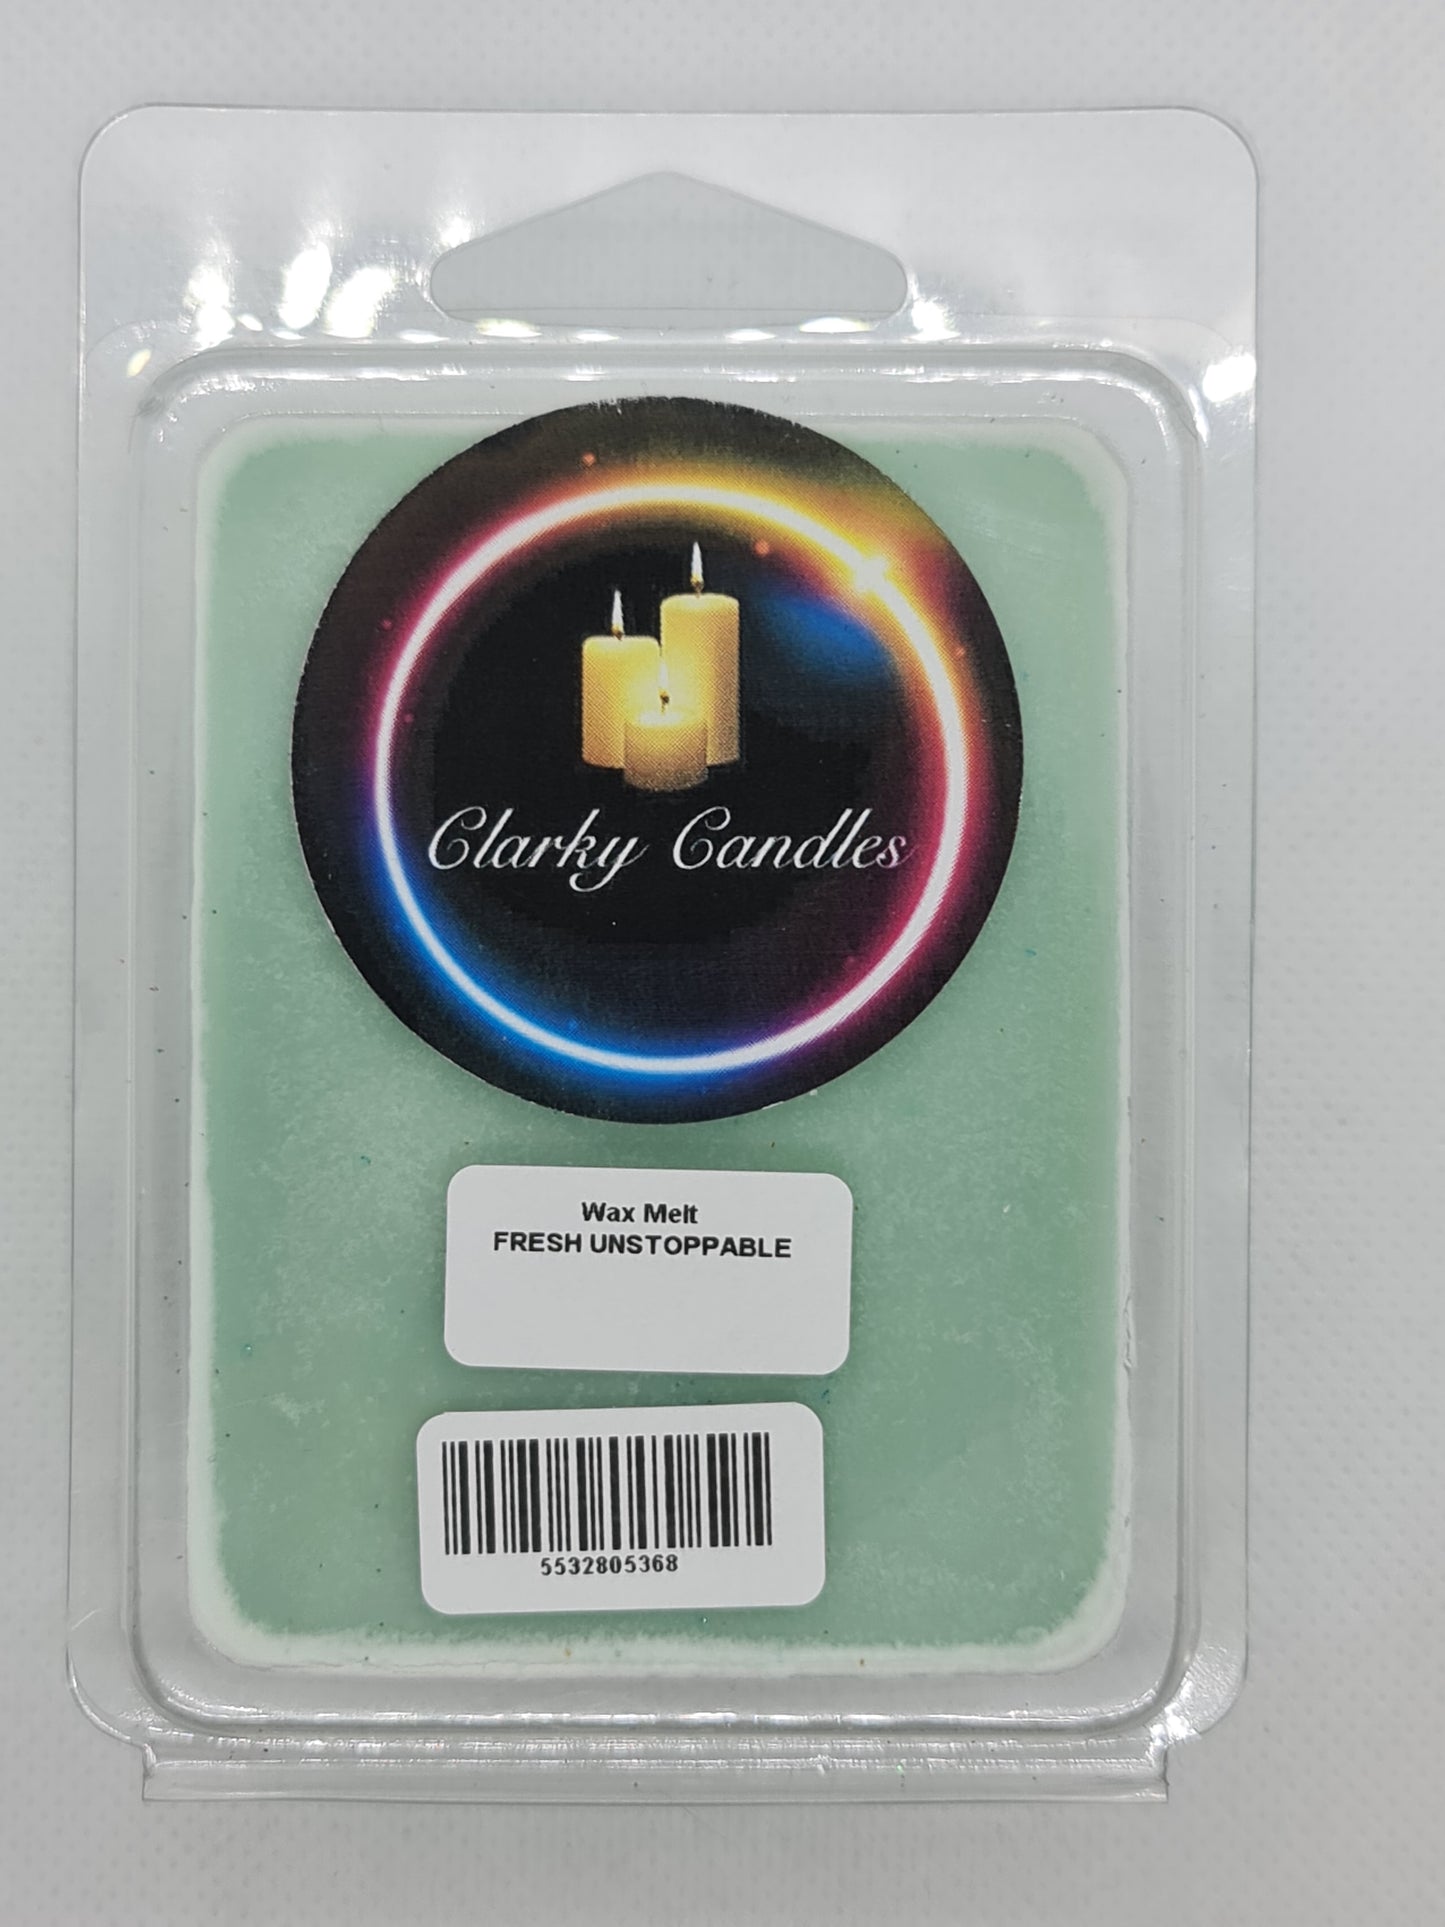 Clarky Candles
Wax Melt
FRESH UNSTOPPABLE
5532805368